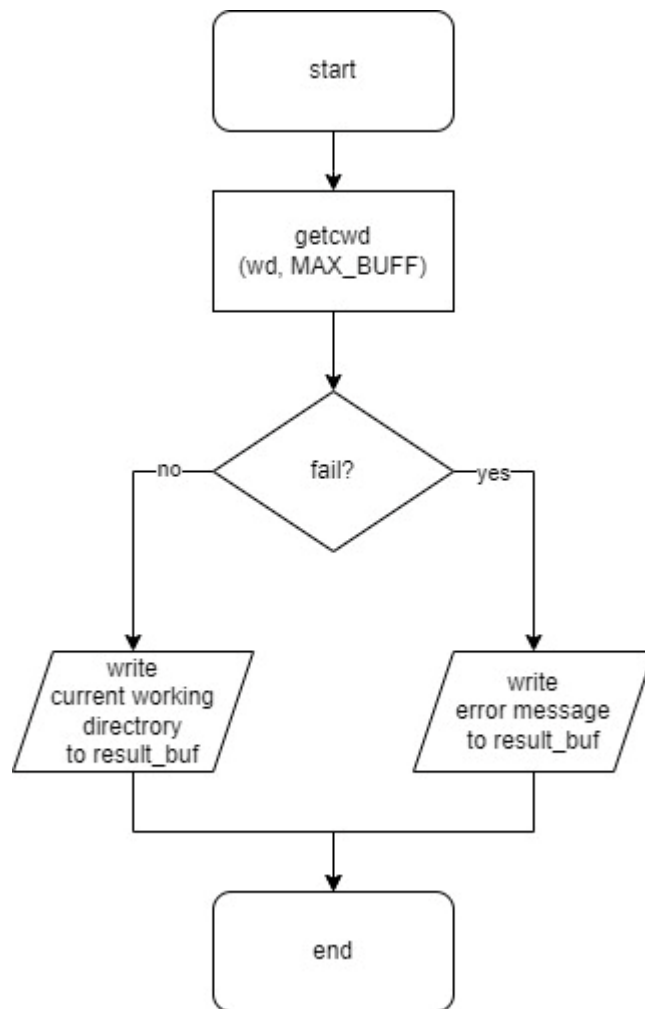 start
getcwd
(wd, MAX_BUFF)
fail?
no
yes
write
current working
directrory
to result_buf
write
error message
to result_buf
end